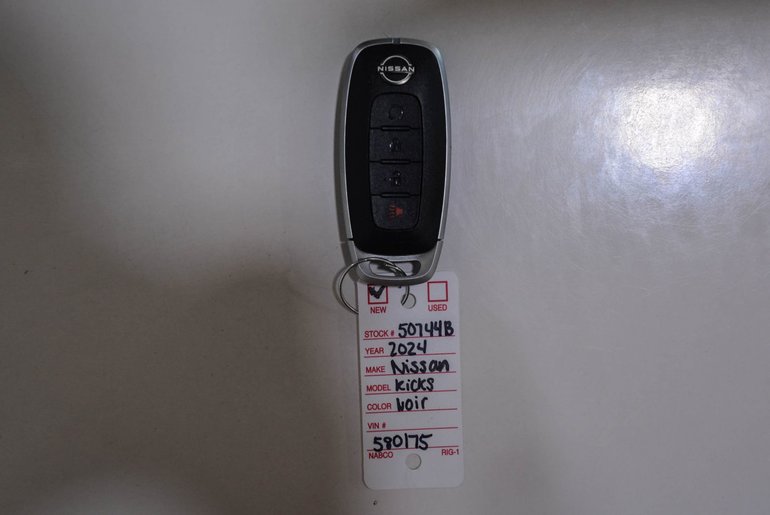 NISSAN
NEW USED
STOCK # 50744B
YEAR 2024
MAKE Nissan
MODEL Kicks
COLOR Noir
VIN #
580175
NABCO RIG-1